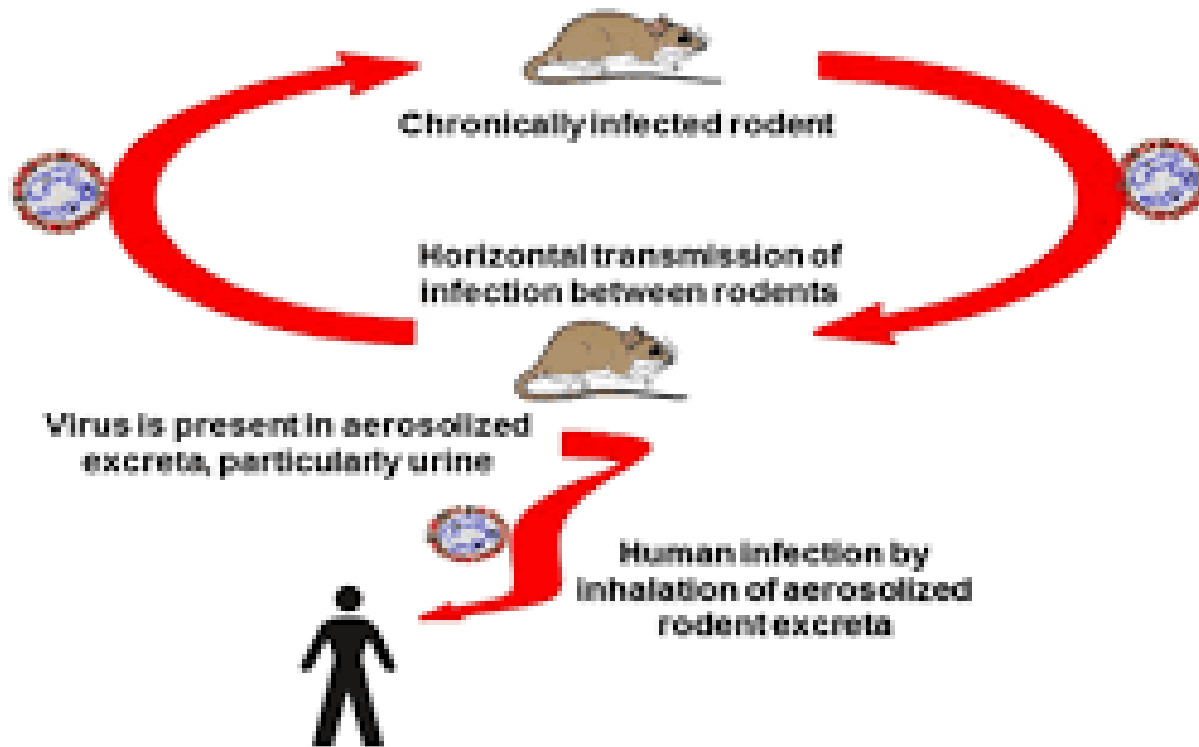 Chronically infected rodent
Horizontal transmission of
infection between rodents
Virus is present in aerosolized
excreta, particularly urine
Human infection by
inhalation of aerosolized
rodent excreta